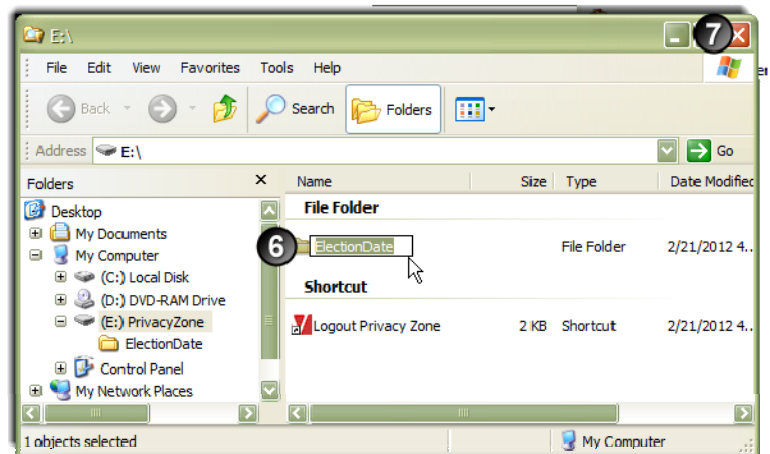 E:\
7
File Edit View Favorites Tools Help
Back Search Folders
Address E:\ Go
Folders Name Size Type Date Modified
Desktop File Folder
My Documents
6 ElectionDate File Folder 2/21/2012 4..
My Computer
(C:) Local Disk Shortcut
(D:) DVD-RAM Drive
(E:) PrivacyZone Logout Privacy Zone 2 KB Shortcut 2/21/2012 4..
ElectionDate
Control Panel
My Network Places
1 objects selected My Computer